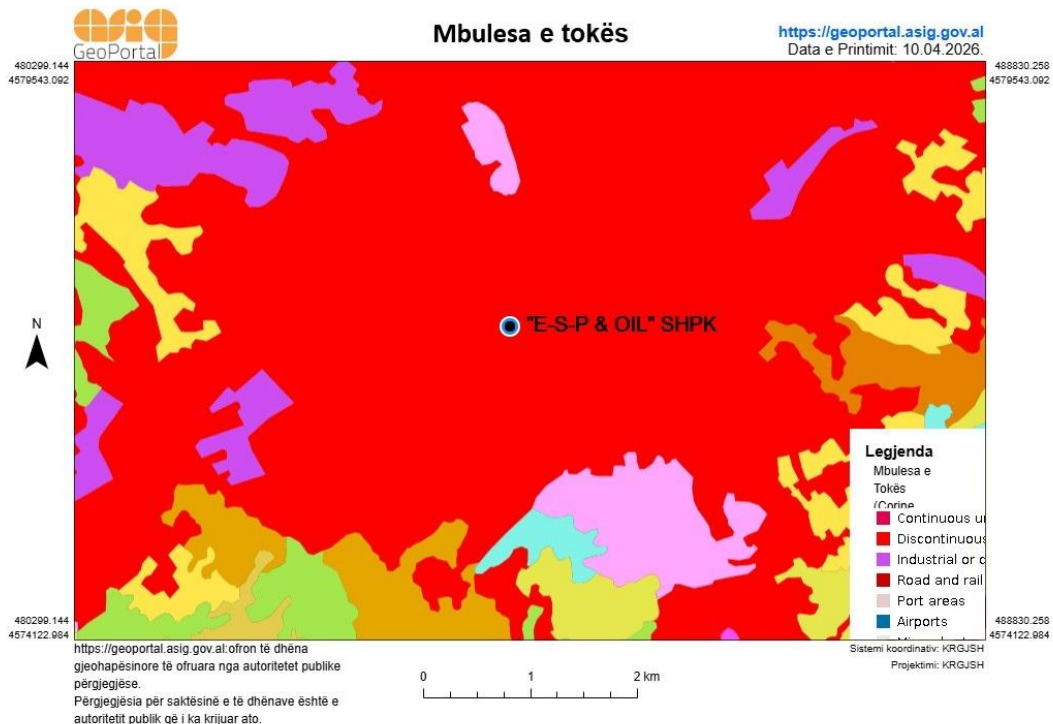 asig
GeoPortal
Mbulesa e tokës
https://geoportal.asig.gov.al
Data e Printimit: 10.04.2026.
480299.144
4579543.092
488830.258
4579543.092
N
"E-S-P & OIL" SHPK
Legjenda
Mbulesa e
Tokës
(Corine
Continuous
Discontinuous
Industrial or
Road and rail
Port areas
Airports
480299.144
4574122.984
488830.258
4574122.984
https://geoportal.asig.gov.al:ofron të dhëna
gjeohapësinore të ofruara nga autoritetet publike
përgjegjëse.
Përgjegjësia për saktësinë e të dhënave është e
autoritetit publik që i ka krijuar ato.
0 1 2 km
Sistemi koordinativ: KRGJSH
Projektimi: KRGJSH